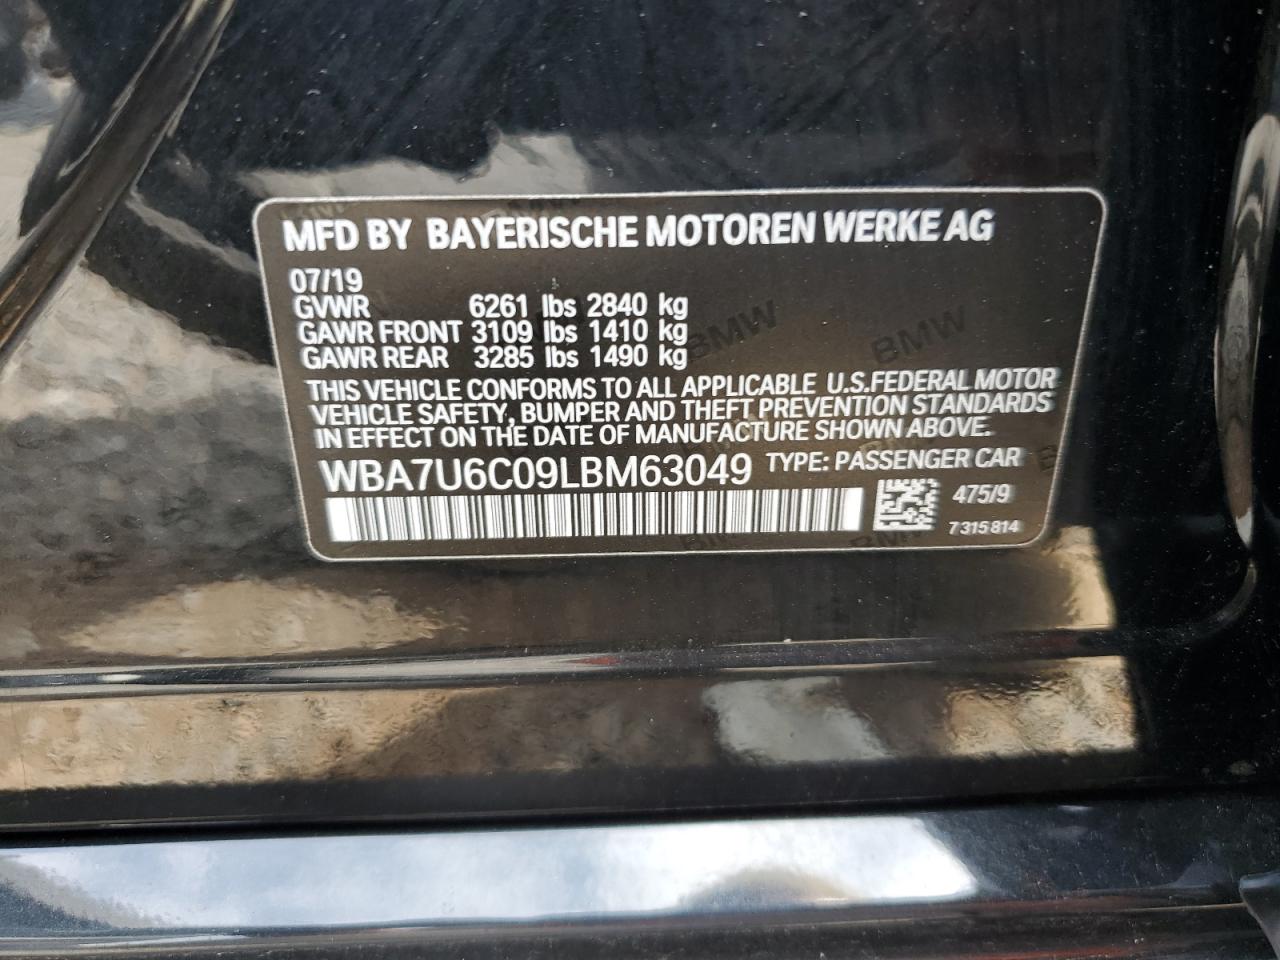 MFD BY BAYERISCHE MOTOREN WERKE AG
07/19
GVWR 6261 lbs 2840 kg
GAWR FRONT 3109 lbs 1410 kg
GAWR REAR 3285 lbs 1490 kg
THIS VEHICLE CONFORMS TO ALL APPLICABLE U.S.FEDERAL MOTOR
VEHICLE SAFETY, BUMPER AND THEFT PREVENTION STANDARDS
IN EFFECT ON THE DATE OF MANUFACTURE SHOWN ABOVE.
WBA7U6C09LBM63049 TYPE: PASSENGER CAR
475/9
7315814
BMW
BMW